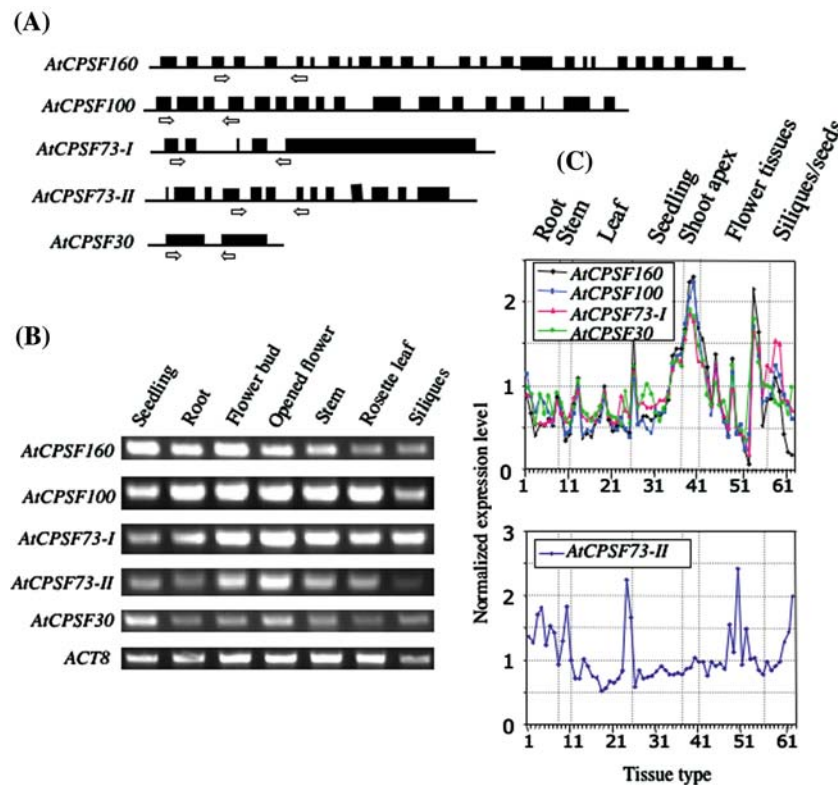 (A)
AtCPSF160
AtCPSF100
AtCPSF73-I
AtCPSF73-II
AtCPSF30
(B)
Seedling
Root
Flower bud
Opened flower
Stem
Rosette leaf
Siliques
AtCPSF160
AtCPSF100
AtCPSF73-I
AtCPSF73-II
AtCPSF30
ACT8
(C)
Root
Stem
Leaf
Seedling
Shoot apex
Flower tissues
Siliques/seeds
AtCPSF160
AtCPSF100
AtCPSF73-I
AtCPSF30
2
1
0
1 11 21 31 41 51 61
Normalized expression level
AtCPSF73-II
3
2
1
0
1 11 21 31 41 51 61
Tissue type